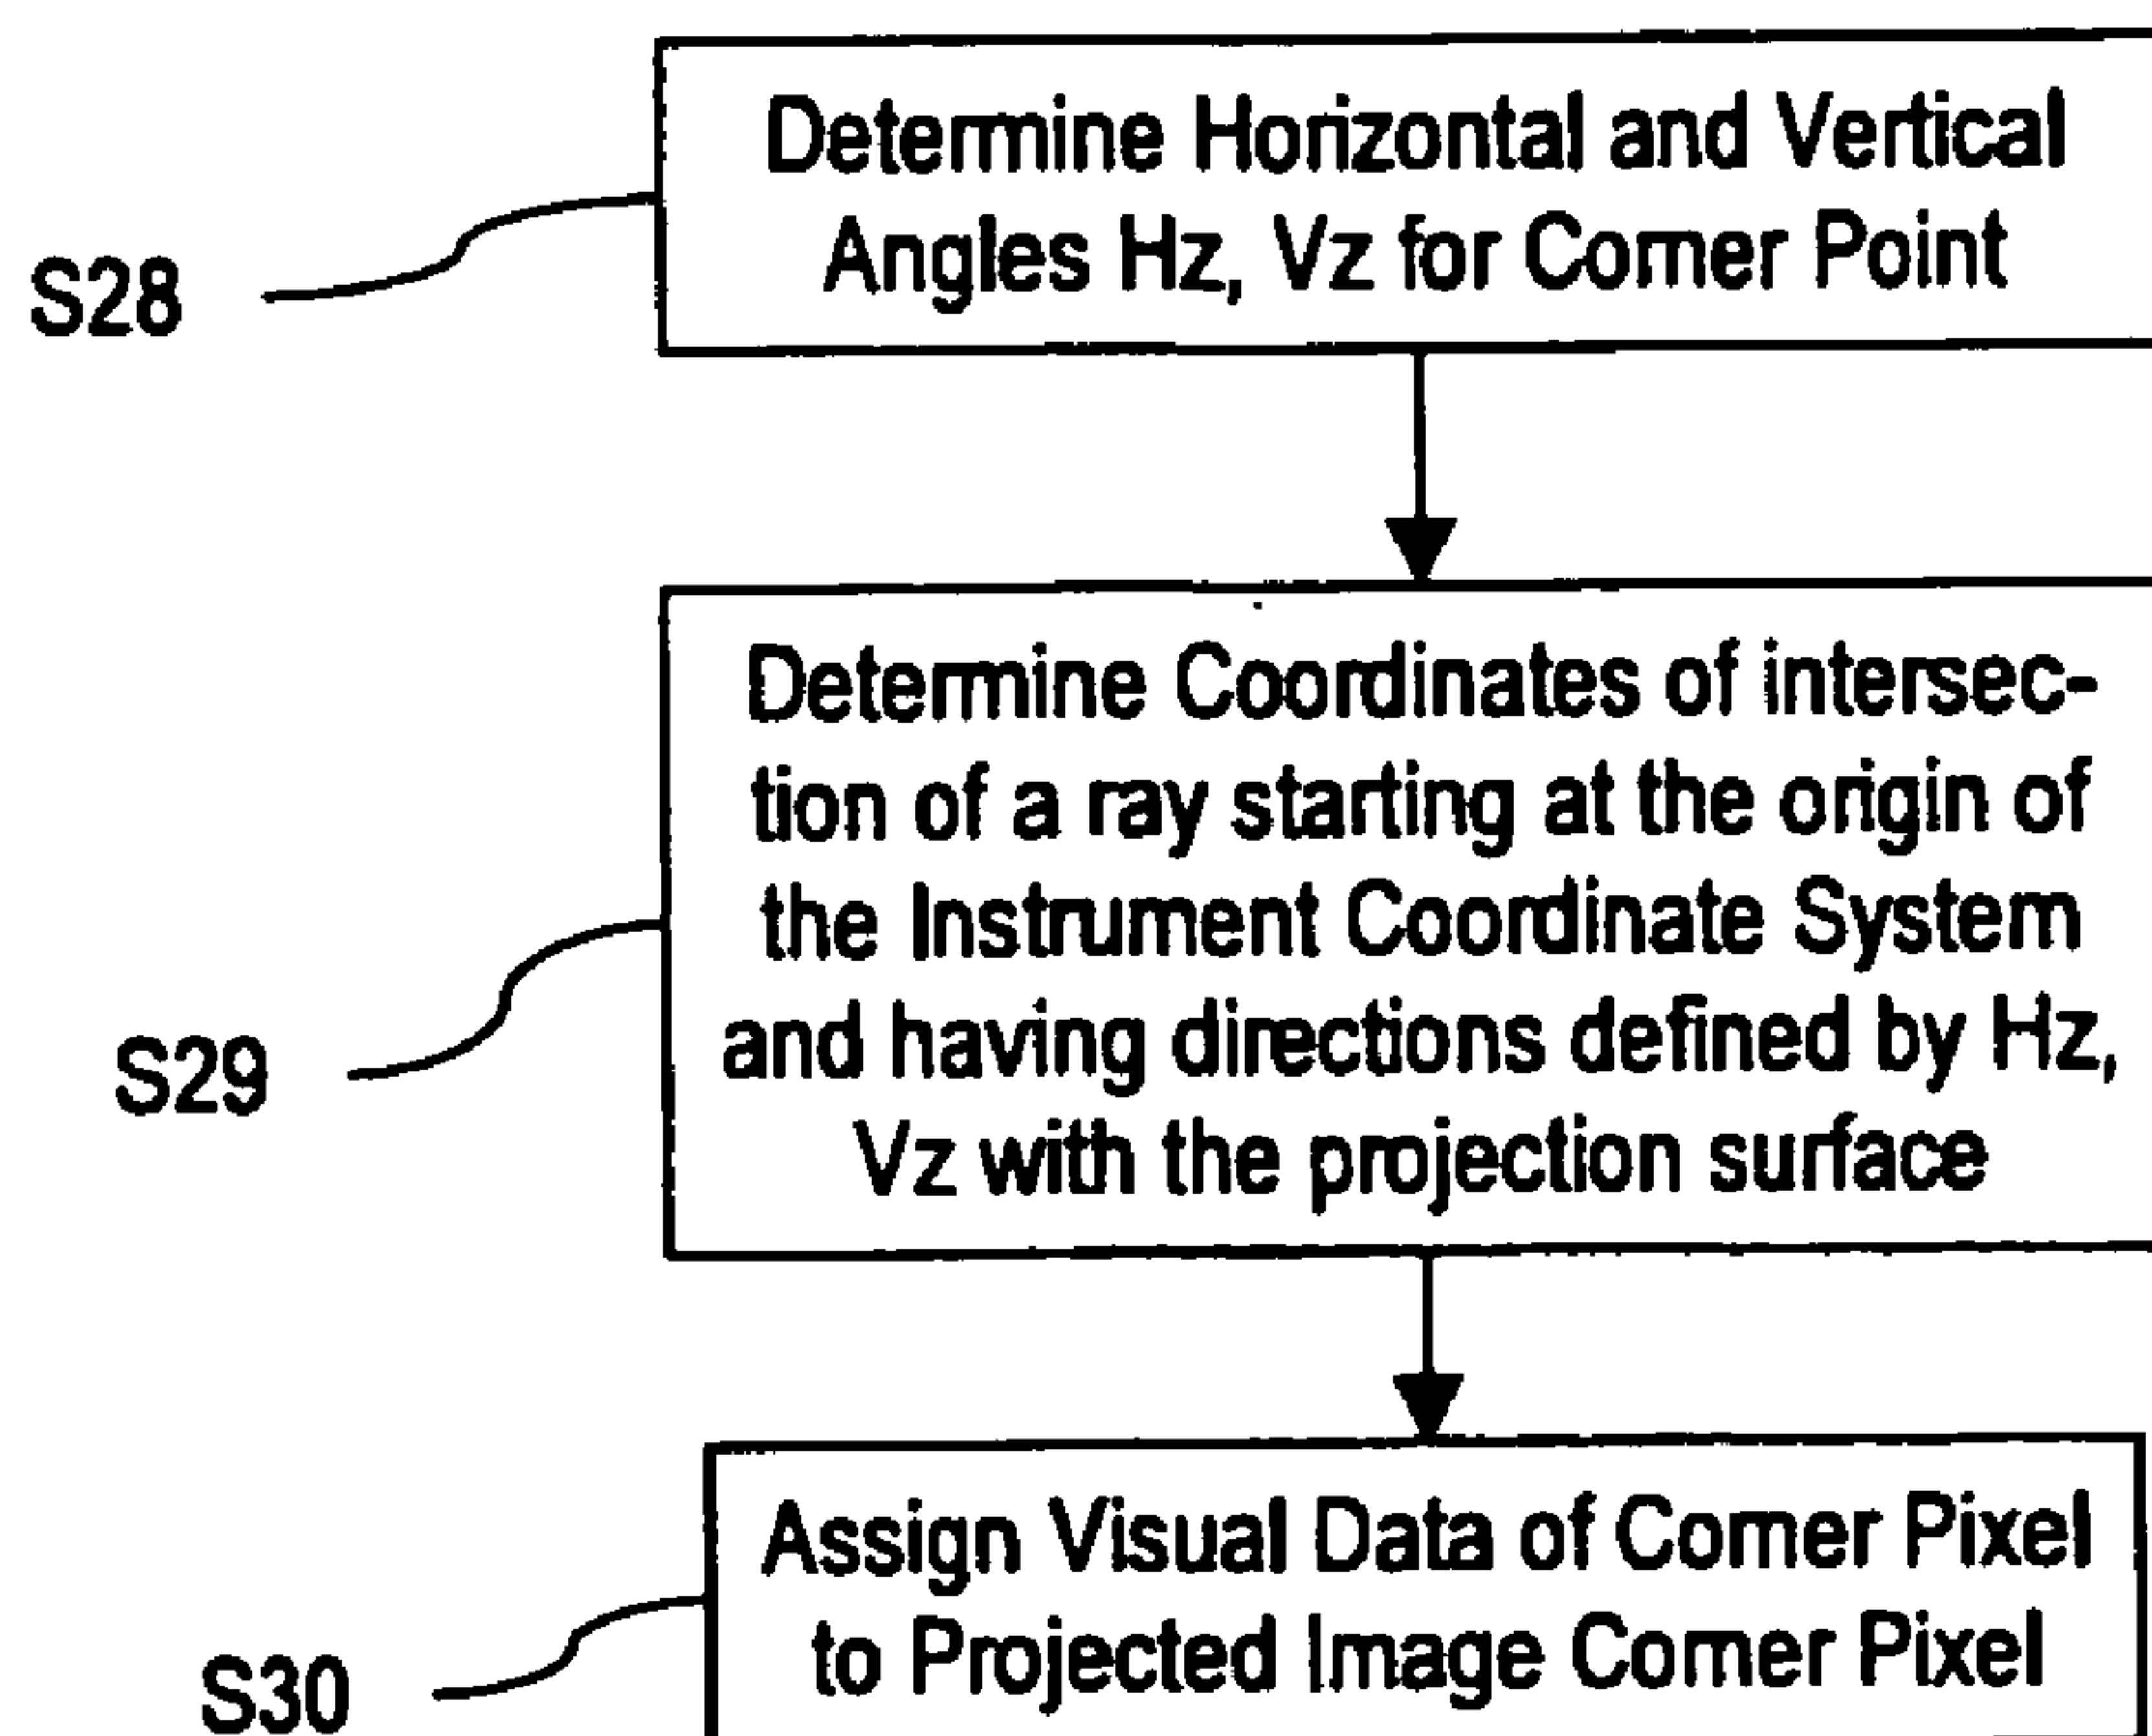 Determine Horizontal and Vertical
Angles Hz, Vz for Corner Point
S28
Determine Coordinates of intersec-
tion of a ray starting at the origin of
the Instrument Coordinate System
and having directions defined by Hz,
Vz with the projection surface
S29
Assign Visual Data of Corner Pixel
to Projected Image Corner Pixel
S30